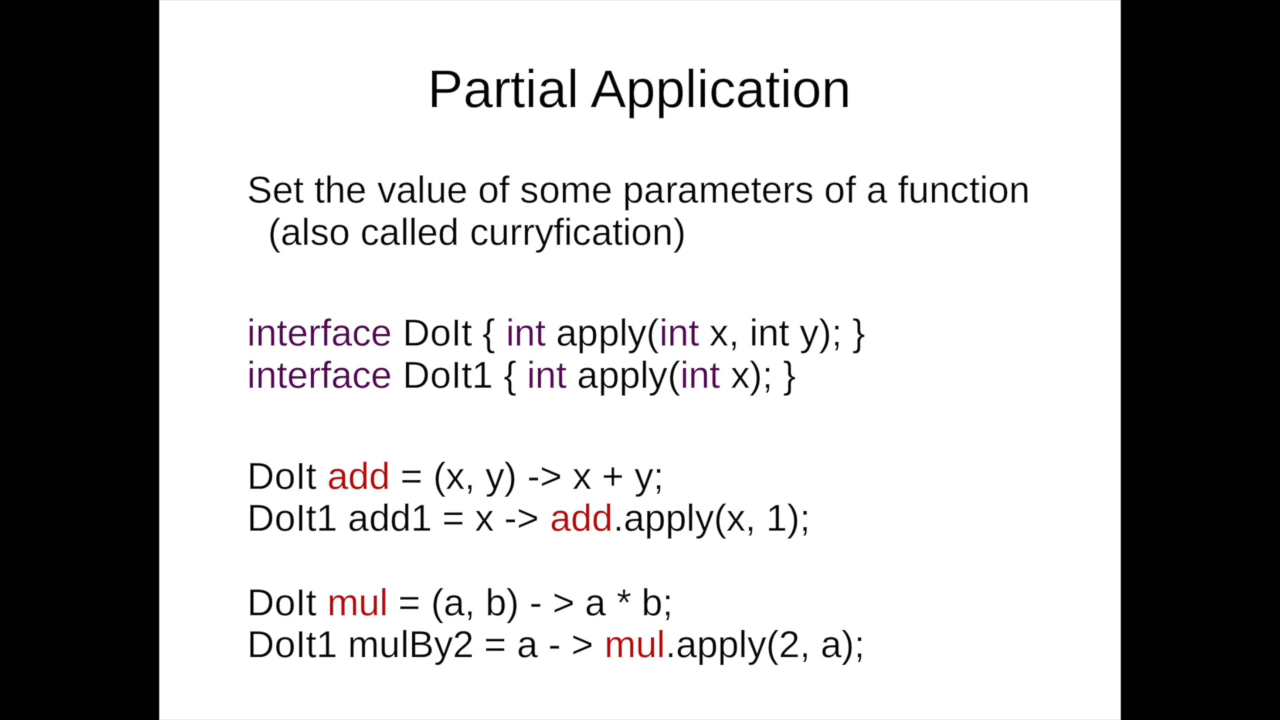 Partial Application
Set the value of some parameters of a function
(also called curryfication)
interface DoIt { int apply(int x, int y); }
interface DoIt1 { int apply(int x); }
DoIt add = (x, y) -> x + y;
DoIt1 add1 = x -> add.apply(x, 1);
DoIt mul = (a, b) - > a * b;
DoIt1 mulBy2 = a - > mul.apply(2, a);